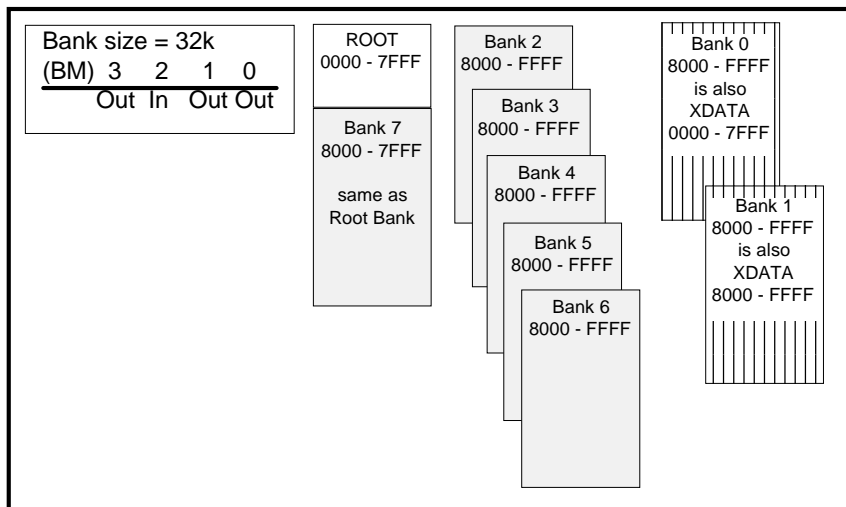 Bank size = 32k
(BM) 3 2 1 0
Out In Out Out
ROOT
0000 - 7FFF
Bank 7
8000 - 7FFF
same as
Root Bank
Bank 2
8000 - FFFF
Bank 3
8000 - FFFF
Bank 4
8000 - FFFF
Bank 5
8000 - FFFF
Bank 6
8000 - FFFF
Bank 0
8000 - FFFF
is also
XDATA
0000 - 7FFF
Bank 1
8000 - FFFF
is also
XDATA
8000 - FFFF